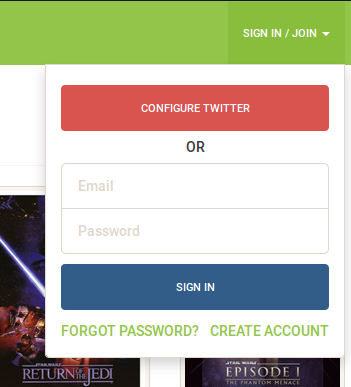 SIGN IN / JOIN
CONFIGURE TWITTER
OR
Email
Password
SIGN IN
FORGOT PASSWORD? CREATE ACCOUNT
STAR WARS
RETURN OF THE JEDI
STAR WARS
EPISODE I
THE PHANTOM MENACE